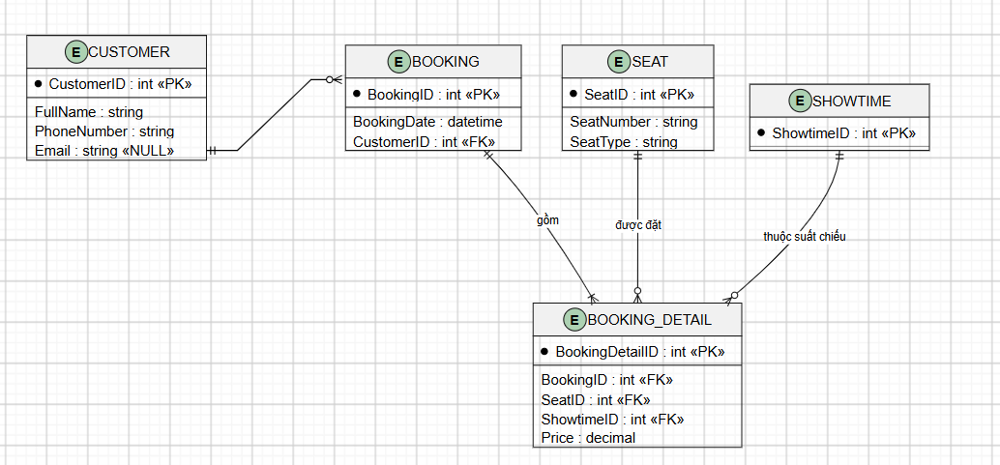 E CUSTOMER
CustomerID : int «PK»
FullName : string
PhoneNumber : string
Email : string «NULL»
E BOOKING
BookingID : int «PK»
BookingDate : datetime
CustomerID : int «FK»
E SEAT
SeatID : int «PK»
SeatNumber : string
SeatType : string
E SHOWTIME
ShowtimeID : int «PK»
gồm
được đặt
thuộc suất chiếu
E BOOKING_DETAIL
BookingDetailID : int «PK»
BookingID : int «FK»
SeatID : int «FK»
ShowtimeID : int «FK»
Price : decimal